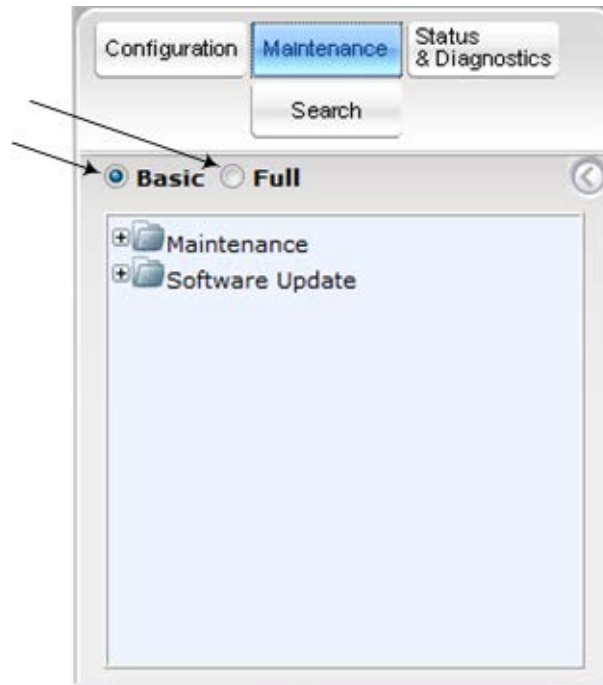 Configuration
Maintenance
Status
& Diagnostics
Search
Basic
Full
Maintenance
Software Update